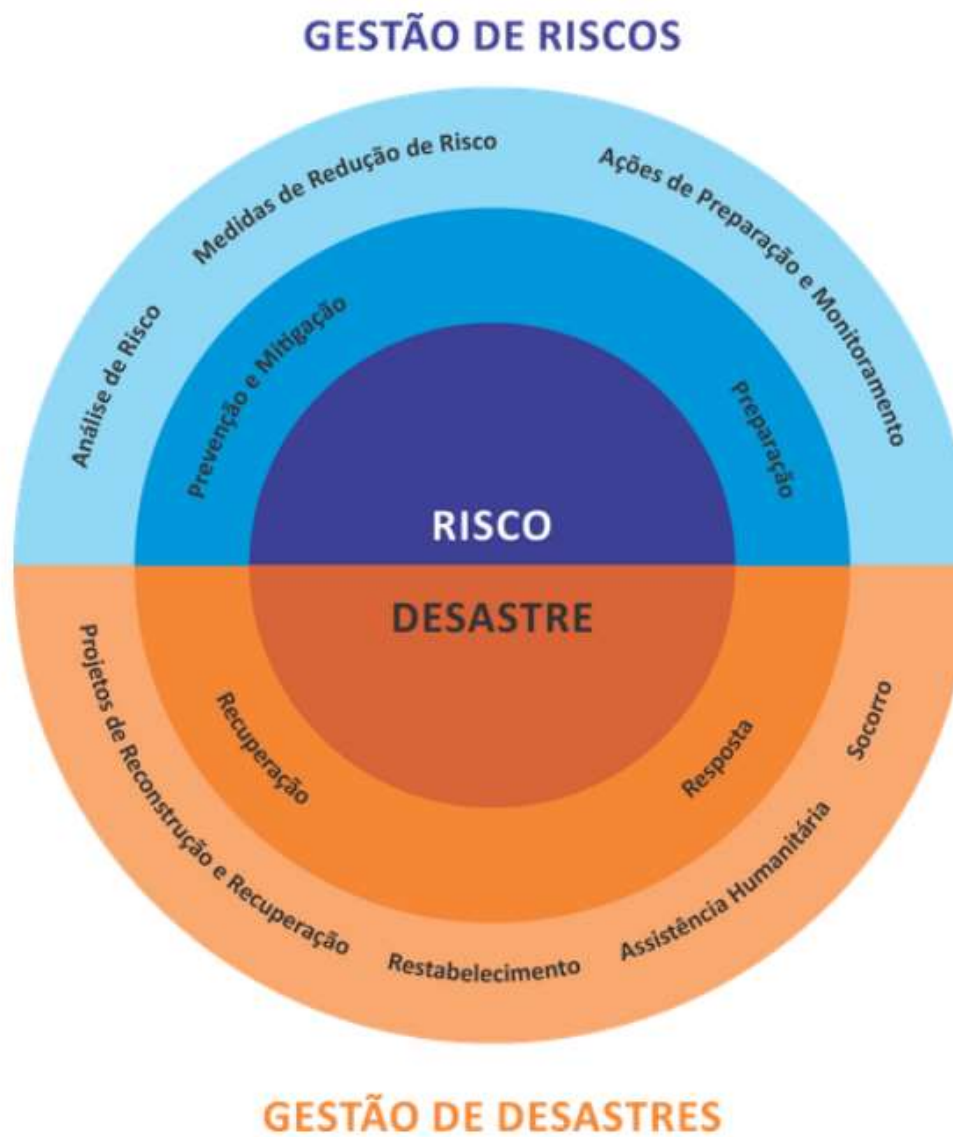 GESTÃO DE RISCOS
Medidas de Redução de Risco
Ações de Preparação e Monitoramento
Análise de Risco
Prevenção e Mitigação
Preparação
RISCO
DESASTRE
Projetos de Reconstrução e Recuperação
Recuperação
Resposta
Socorro
Assistência Humanitária
Restabelecimento
GESTÃO DE DESASTRES